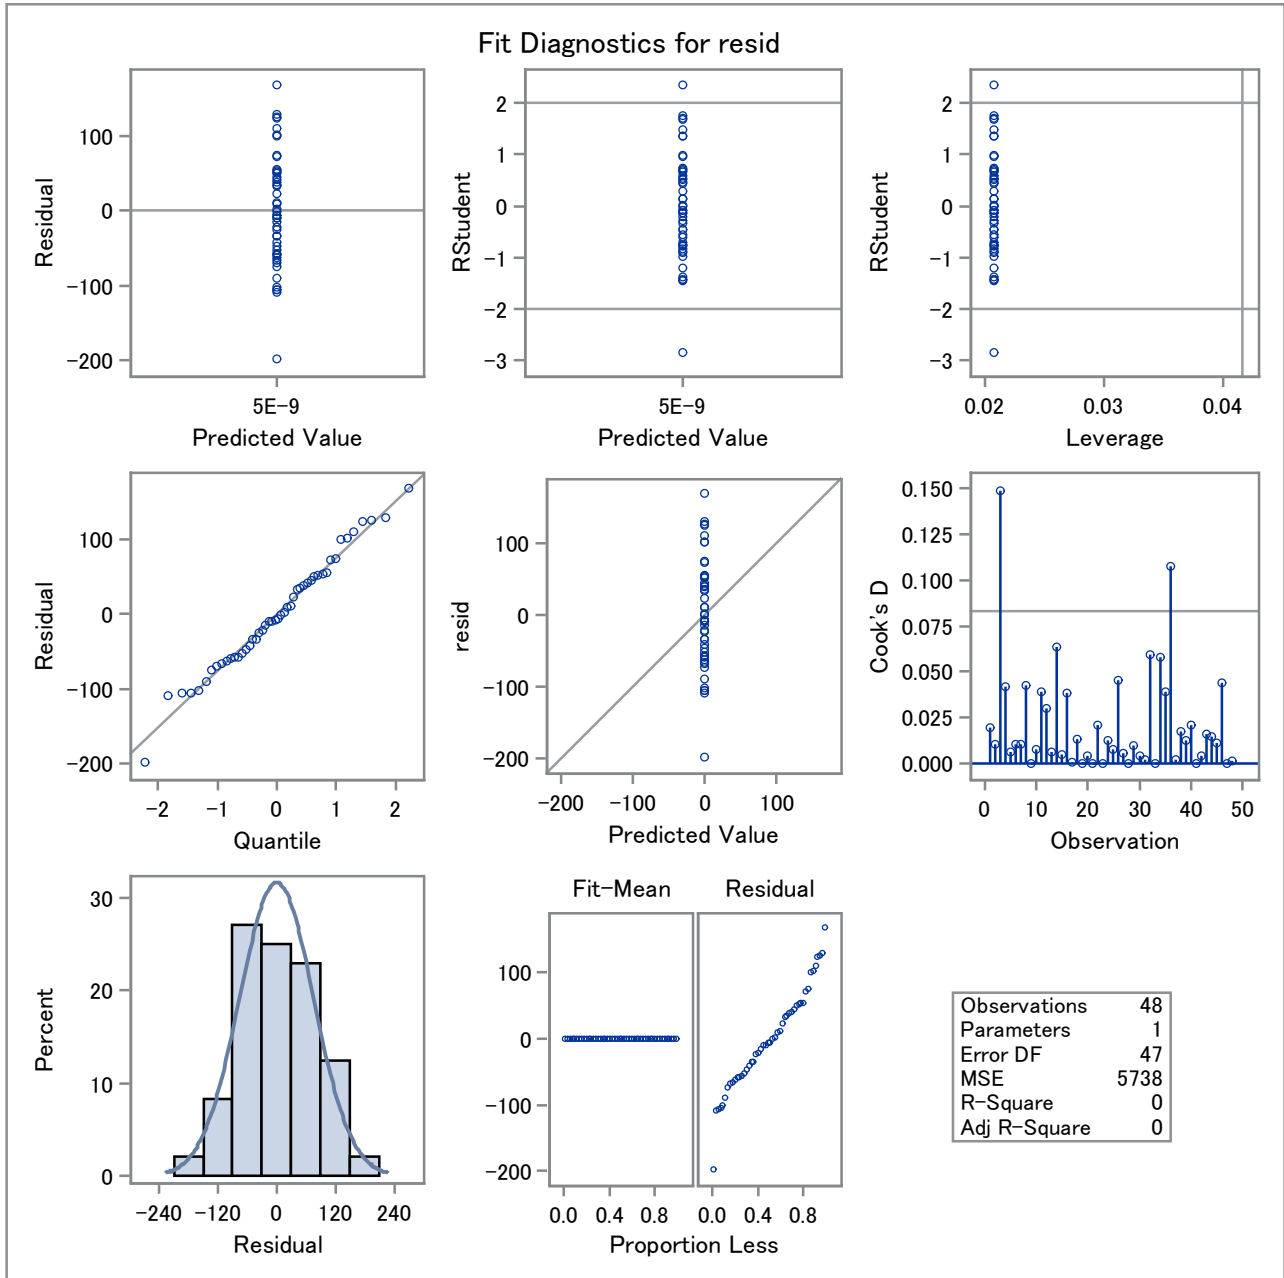 Fit Diagnostics for resid
Residual
100
0
-100
-200
5E-9
Predicted Value
RStudent
2
1
0
-1
-2
-3
5E-9
Predicted Value
RStudent
2
1
0
-1
-2
-3
0.02 0.03 0.04
Leverage
Residual
100
0
-100
-200
-2 -1 0 1 2
Quantile
resid
100
0
-100
-200
-200 -100 0 100
Predicted Value
Cook's D
0.150
0.125
0.100
0.075
0.050
0.025
0.000
0 10 20 30 40 50
Observation
Percent
30
20
10
0
-240 -120 0 120 240
Residual
Fit-Mean Residual
100
0
-100
-200
0.0 0.4 0.8 0.0 0.4 0.8
Proportion Less
Observations 48
Parameters 1
Error DF 47
MSE 5738
R-Square 0
Adj R-Square 0